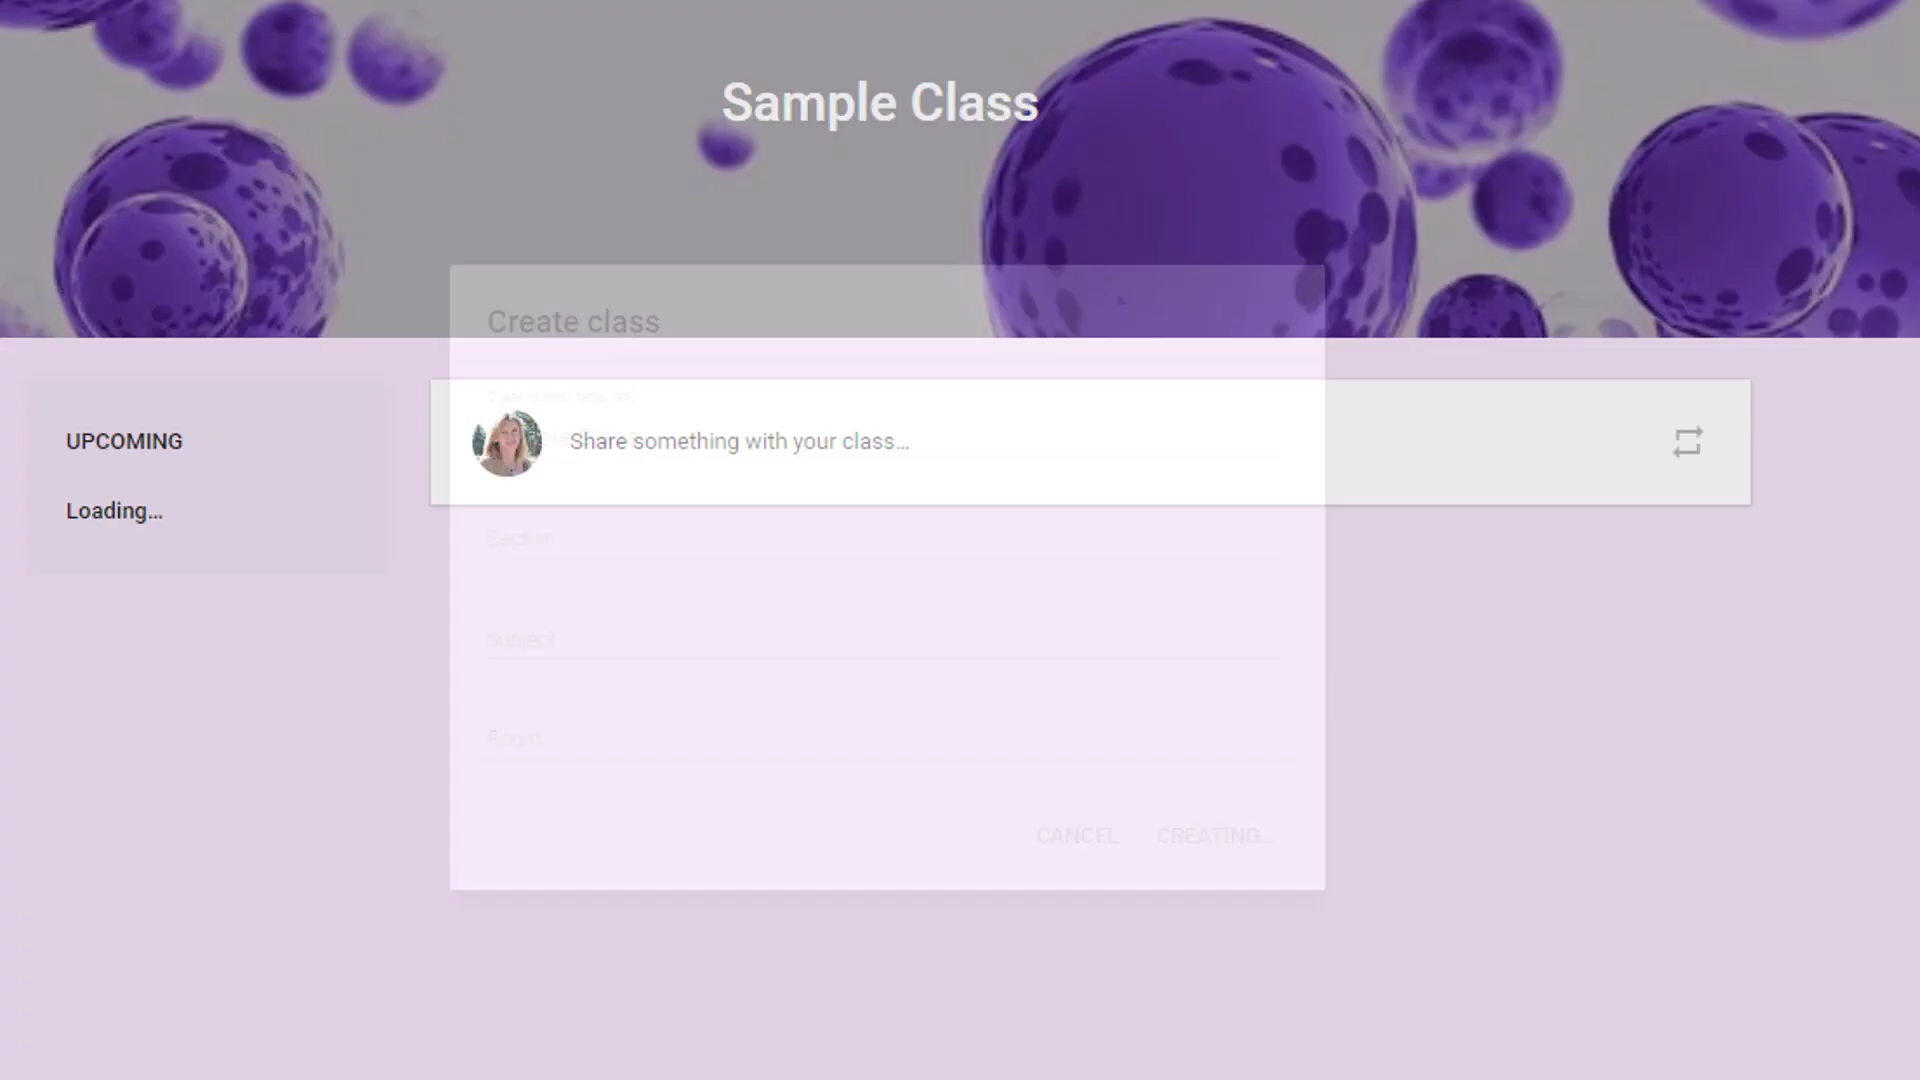 Sample Class
Create class
UPCOMING
Share something with your class...
Loading...
Section
Subject
Room
CANCEL
CREATING...